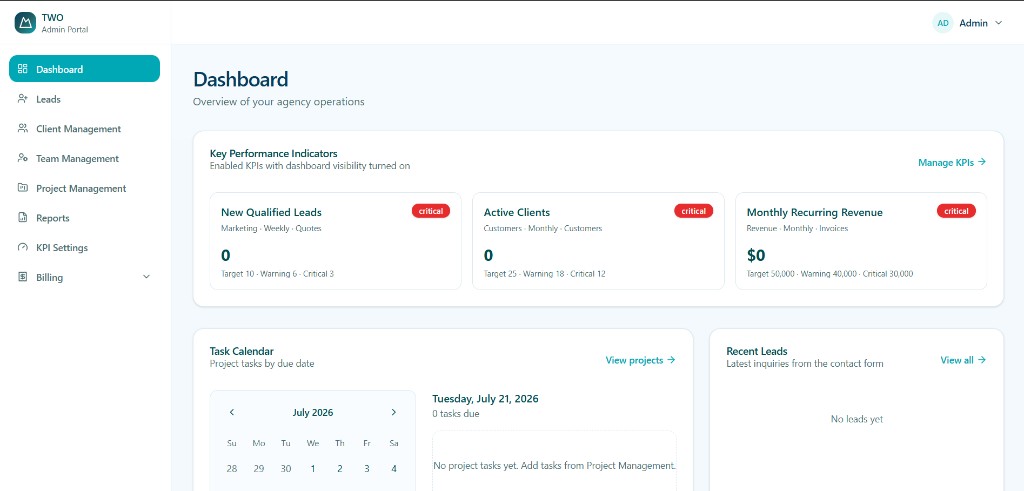 TWO
Admin Portal
AD Admin
Dashboard
Leads
Client Management
Team Management
Project Management
Reports
KPI Settings
Billing
Dashboard
Overview of your agency operations
Key Performance Indicators
Enabled KPIs with dashboard visibility turned on
Manage KPIs →
New Qualified Leads
critical
Marketing · Weekly · Quotes
0
Target 10 · Warning 6 · Critical 3
Active Clients
critical
Customers · Monthly · Customers
0
Target 25 · Warning 18 · Critical 12
Monthly Recurring Revenue
critical
Revenue · Monthly · Invoices
$0
Target 50,000 · Warning 40,000 · Critical 30,000
Task Calendar
Project tasks by due date
View projects →
July 2026
Su Mo Tu We Th Fr Sa
28 29 30 1 2 3 4
Tuesday, July 21, 2026
0 tasks due
No project tasks yet. Add tasks from Project Management.
Recent Leads
Latest inquiries from the contact form
View all →
No leads yet